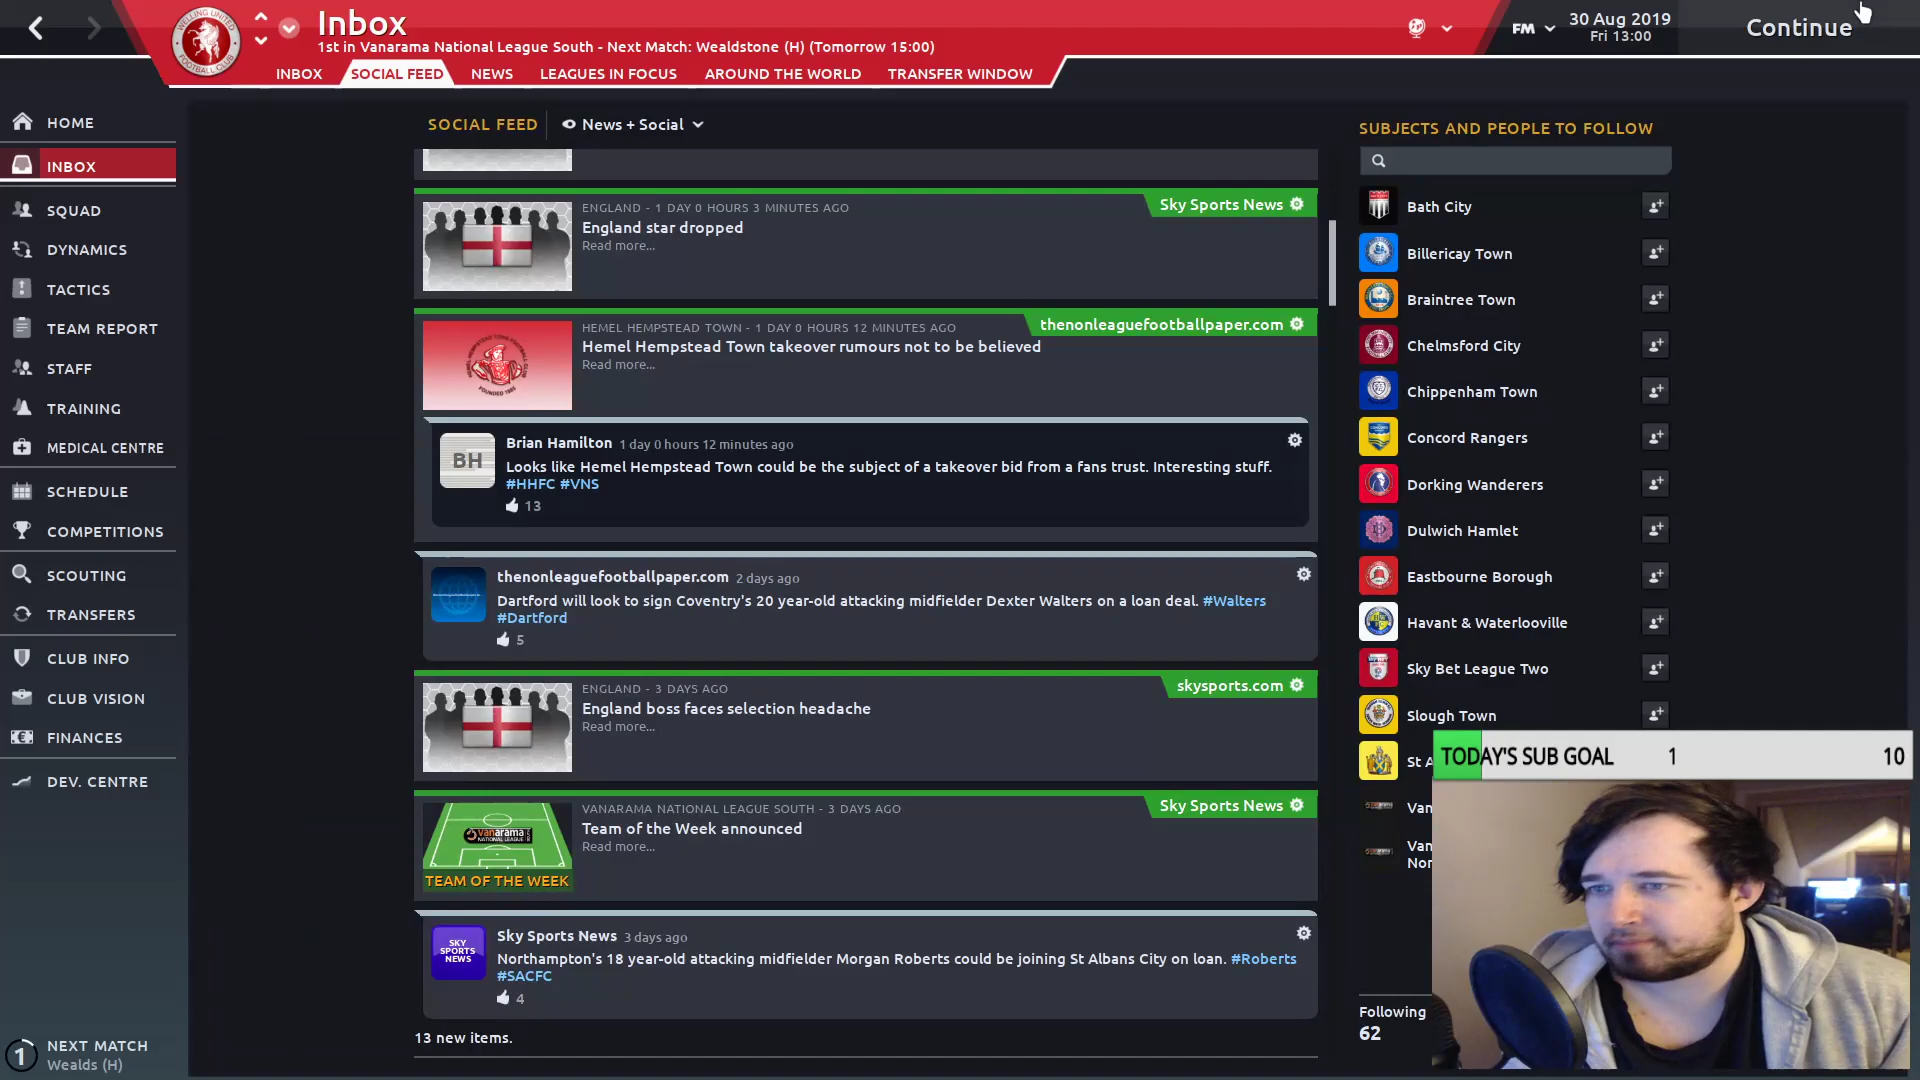 Inbox
1st in Vanarama National League South - Next Match: Wealdstone (H) (Tomorrow 15:00)
FM
30 Aug 2019
Fri 13:00
Continue
INBOX
SOCIAL FEED
NEWS
LEAGUES IN FOCUS
AROUND THE WORLD
TRANSFER WINDOW
HOME
INBOX
SQUAD
DYNAMICS
TACTICS
TEAM REPORT
STAFF
TRAINING
MEDICAL CENTRE
SCHEDULE
COMPETITIONS
SCOUTING
TRANSFERS
CLUB INFO
CLUB VISION
FINANCES
DEV. CENTRE
1
NEXT MATCH
Wealds (H)
SOCIAL FEED
News + Social
ENGLAND - 1 DAY 0 HOURS 3 MINUTES AGO
Sky Sports News
England star dropped
Read more...
HEMEL HEMPSTEAD TOWN - 1 DAY 0 HOURS 12 MINUTES AGO
thenonleaguefootballpaper.com
Hemel Hempstead Town takeover rumours not to be believed
Read more...
BH
Brian Hamilton 1 day 0 hours 12 minutes ago
Looks like Hemel Hempstead Town could be the subject of a takeover bid from a fans trust. Interesting stuff.
#HHFC #VNS
13
thenonleaguefootballpaper.com 2 days ago
Dartford will look to sign Coventry's 20 year-old attacking midfielder Dexter Walters on a loan deal. #Walters
#Dartford
5
ENGLAND - 3 DAYS AGO
skysports.com
England boss faces selection headache
Read more...
VANARAMA NATIONAL LEAGUE SOUTH - 3 DAYS AGO
Sky Sports News
Team of the Week announced
Read more...
vanarama
TEAM OF THE WEEK
SKY
SPORTS
NEWS
Sky Sports News 3 days ago
Northampton's 18 year-old attacking midfielder Morgan Roberts could be joining St Albans City on loan. #Roberts
#SACFC
4
13 new items.
SUBJECTS AND PEOPLE TO FOLLOW
Bath City
Billericay Town
Braintree Town
Chelmsford City
Chippenham Town
Concord Rangers
Dorking Wanderers
Dulwich Hamlet
Eastbourne Borough
Havant & Waterlooville
Sky Bet League Two
Slough Town
St A
Van
Van
Nor
TODAY'S SUB GOAL 1 10
Following
62